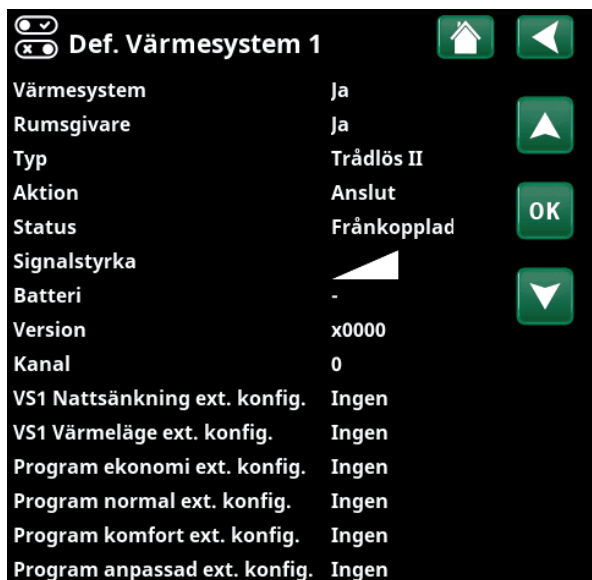 Def. Värmesystem 1
Värmesystem Ja
Rumsgivare Ja
Typ Trådlös II
Aktion Anslut
Status Frånkopplad
OK
Signalstyrka
Batteri -
Version x0000
Kanal 0
VS1 Nattsänkning ext. konfig. Ingen
VS1 Värmeläge ext. konfig. Ingen
Program ekonomi ext. konfig. Ingen
Program normal ext. konfig. Ingen
Program komfort ext. konfig. Ingen
Program anpassad ext. konfig. Ingen